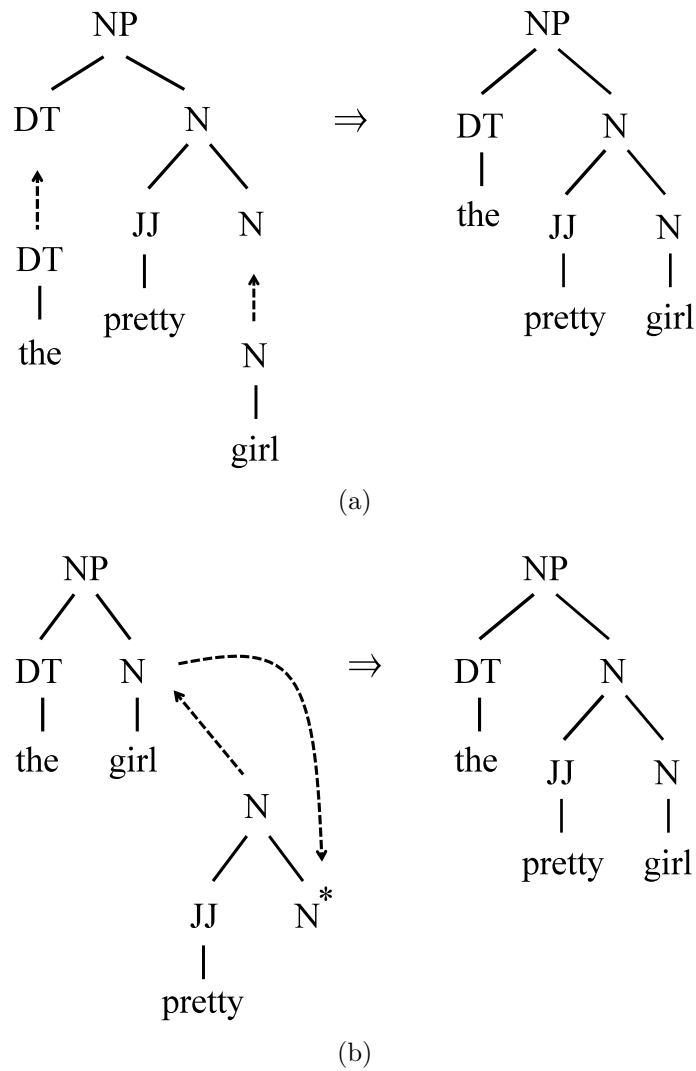 NP NP
DT N ⇒ DT N
JJ N the JJ N
DT pretty pretty girl
the N
girl
(a)
NP NP
DT N ⇒ DT N
the girl the JJ N
N pretty girl
JJ N*
pretty
(b)